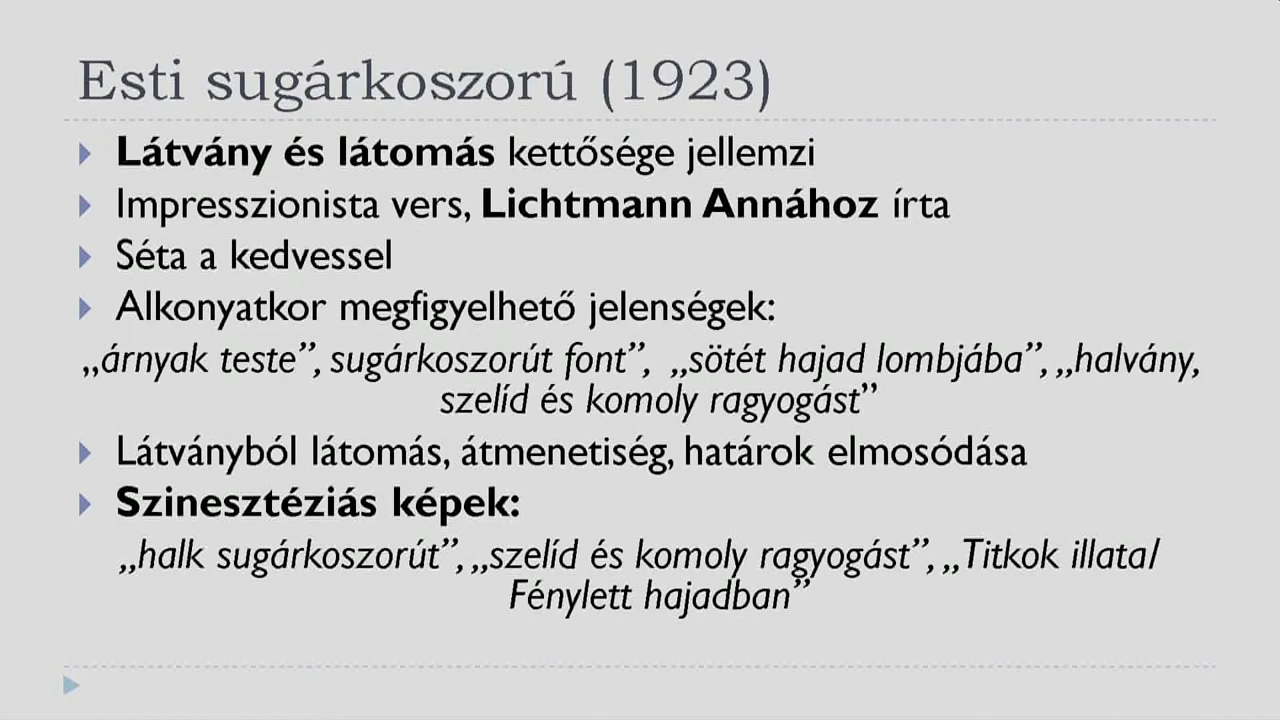 Esti sugárkoszorú (1923)
Látvány és látomás kettősége jellemzi
Impresszionista vers, Lichtmann Annához írta
Séta a kedvessel
Alkonyatkor megfigyelhető jelenségek:
„árnyak teste”, sugárkoszorút font”, „sötét hajad lombjába”, „halvány,
szelíd és komoly ragyogást”
Látványból látomás, átmenetiség, határok elmosódása
Szinesztéziás képek:
„halk sugárkoszorút”, „szelíd és komoly ragyogást”, „Titkok illata/
Fénylett hajadban”